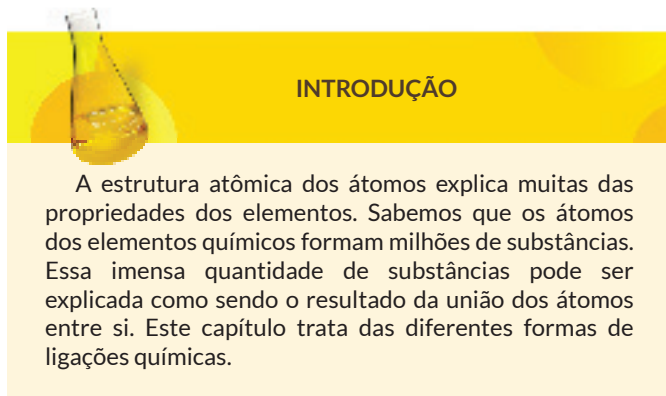 INTRODUÇÃO
A estrutura atômica dos átomos explica muitas das
propriedades dos elementos. Sabemos que os átomos
dos elementos químicos formam milhões de substâncias.
Essa imensa quantidade de substâncias pode ser
explicada como sendo o resultado da união dos átomos
entre si. Este capítulo trata das diferentes formas de
ligações químicas.